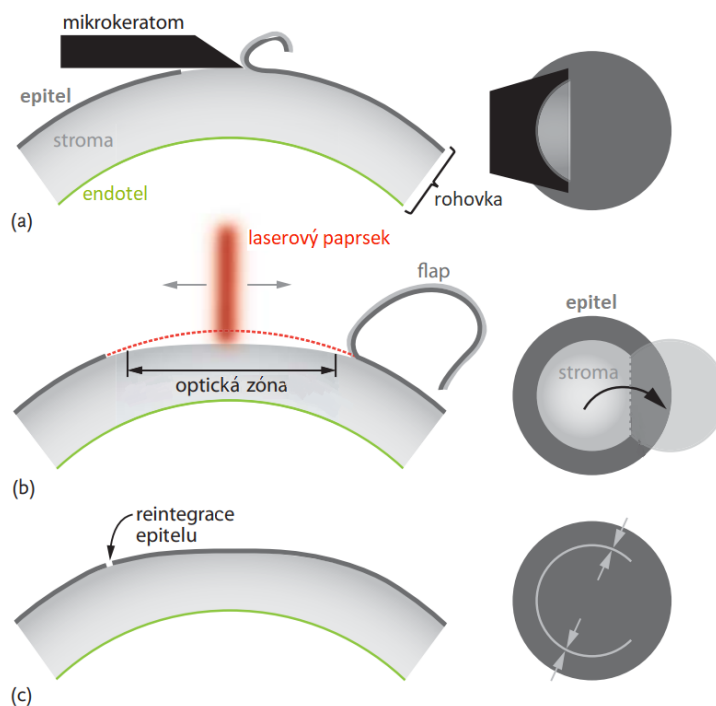 mikrokeratom
epitel
stroma
endotel
rohovka
(a)
laserový paprsek
flap
epitel
stroma
optická zóna
(b)
reintegrace
epitelu
(c)